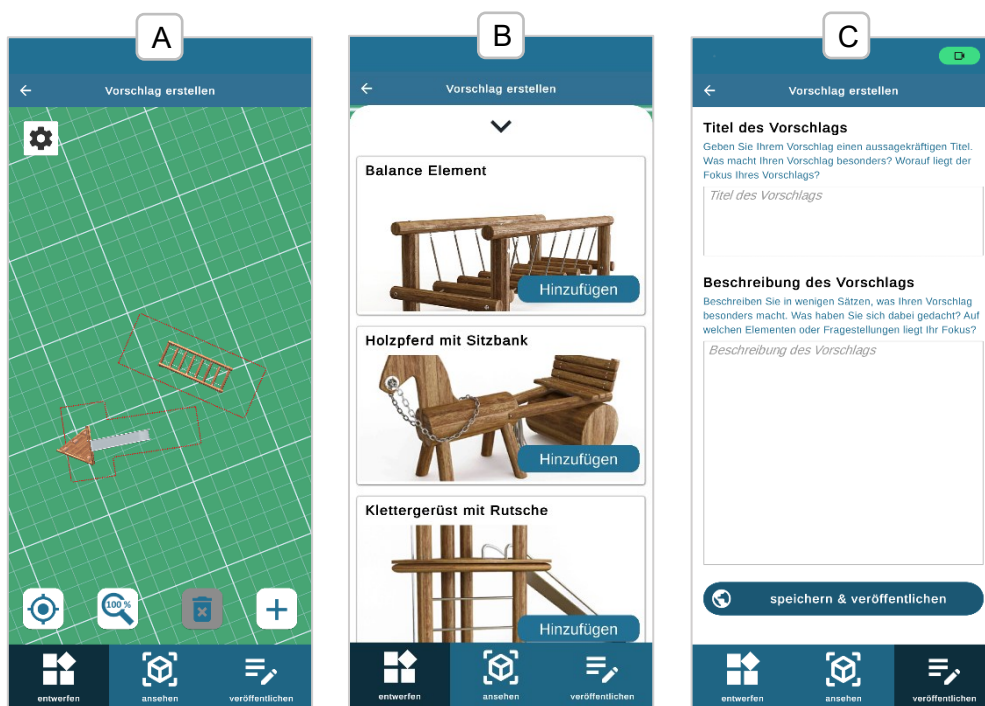 A
Vorschlag erstellen
100 %
entwerfen
ansehen
veröffentlichen
B
Vorschlag erstellen
Balance Element
Hinzufügen
Holzpferd mit Sitzbank
Hinzufügen
Klettergerüst mit Rutsche
Hinzufügen
entwerfen
ansehen
veröffentlichen
C
Vorschlag erstellen
Titel des Vorschlags
Geben Sie Ihrem Vorschlag einen aussagekräftigen Titel.
Was macht Ihren Vorschlag besonders? Worauf liegt der
Fokus Ihres Vorschlags?
Titel des Vorschlags
Beschreibung des Vorschlags
Beschreiben Sie in wenigen Sätzen, was Ihren Vorschlag
besonders macht. Was haben Sie sich dabei gedacht? Auf
welchen Elementen oder Fragestellungen liegt Ihr Fokus?
Beschreibung des Vorschlags
speichern & veröffentlichen
entwerfen
ansehen
veröffentlichen